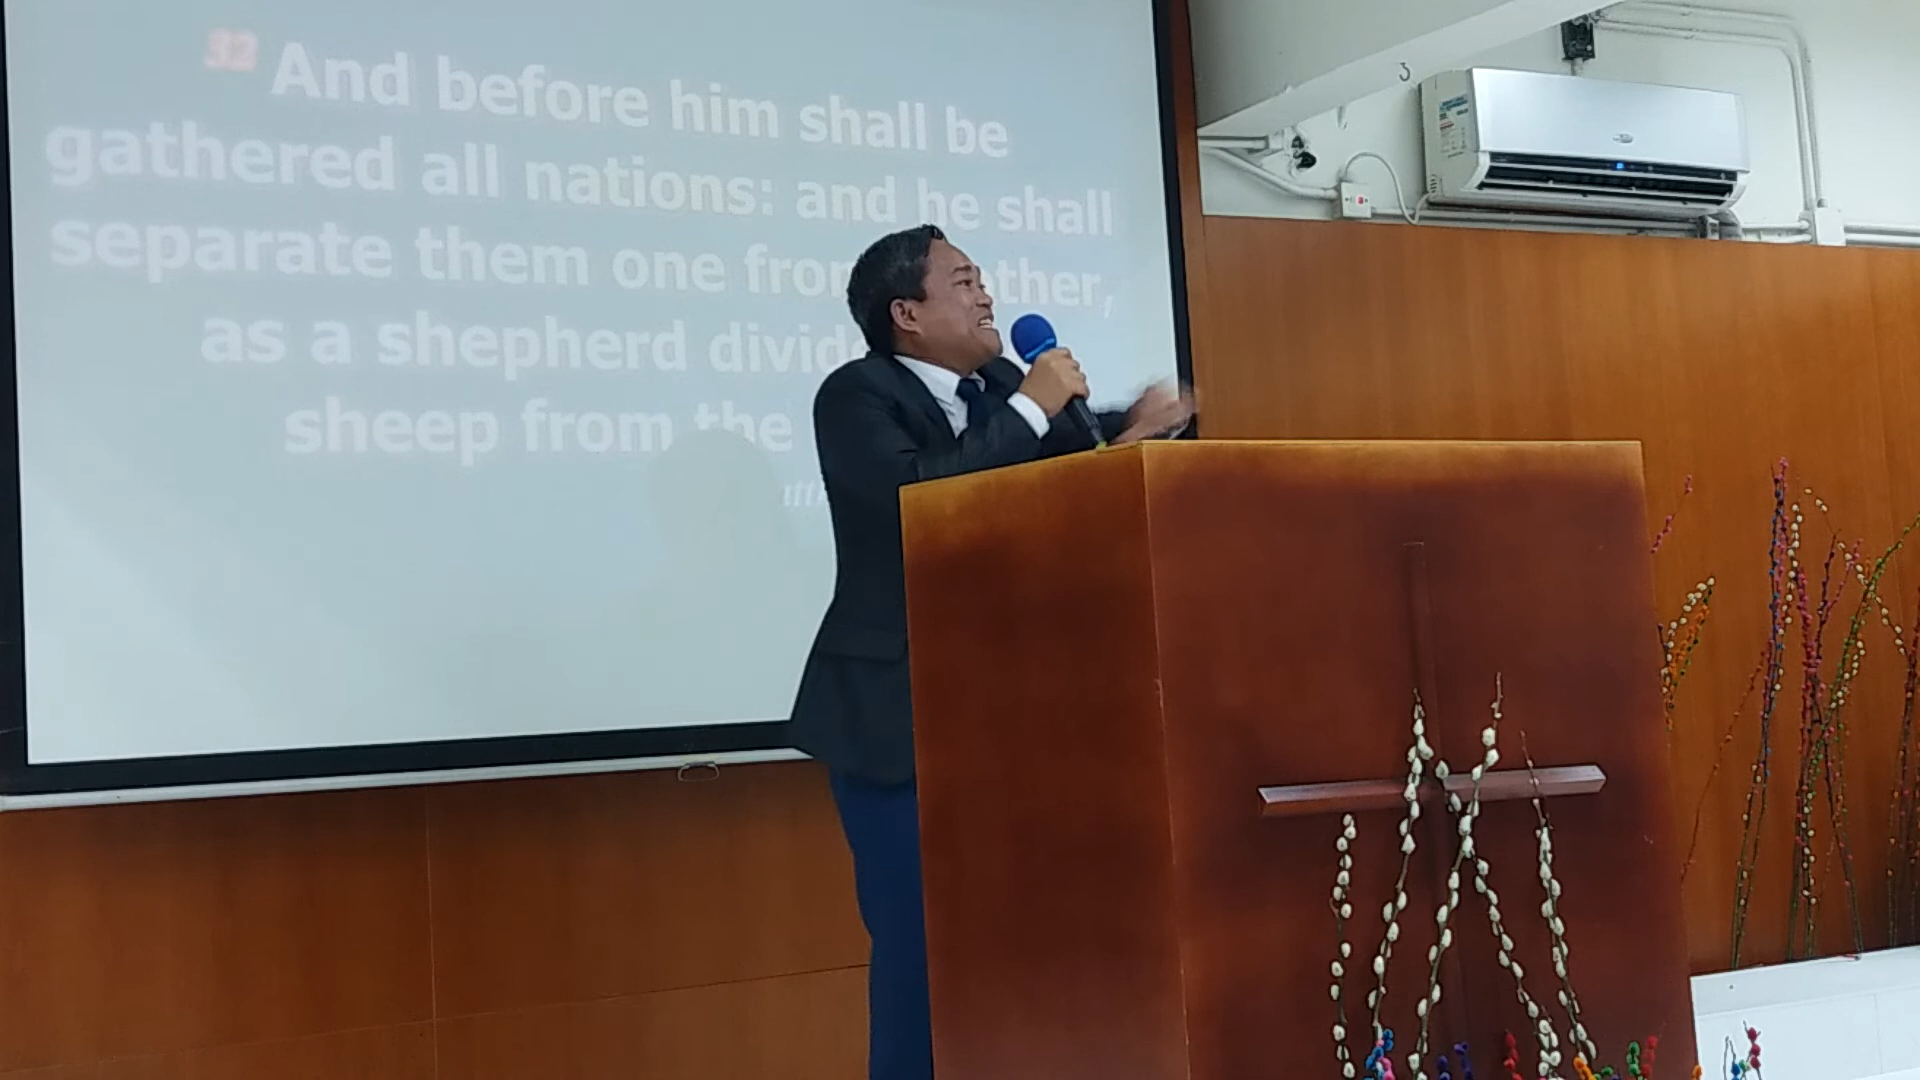 32 And before him shall be
gathered all nations: and he shall
separate them one from
as a shepherd
sheep from the